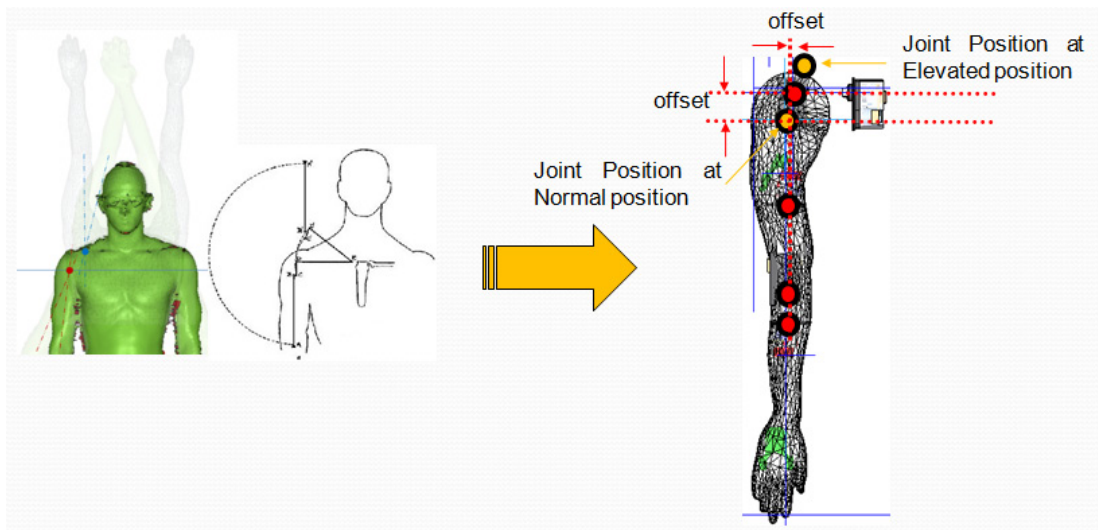 offset
Joint Position at
Elevated position
offset
Joint Position at
Normal position